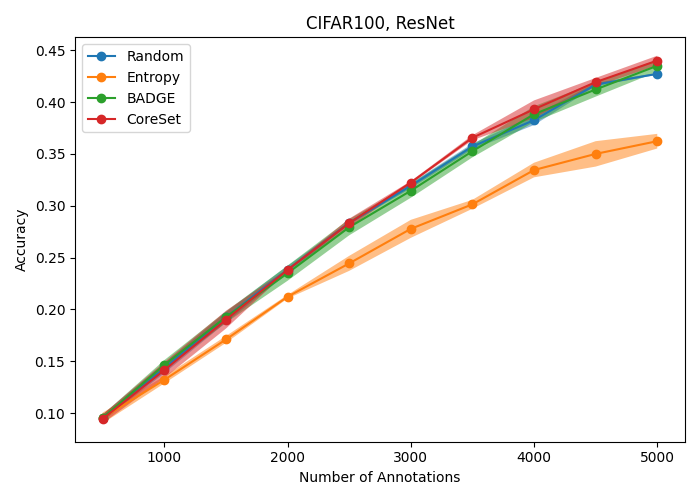 CIFAR100, ResNet
Random
Entropy
BADGE
CoreSet
0.45
0.40
0.35
0.30
0.25
0.20
0.15
0.10
Accuracy
1000
2000
3000
4000
5000
Number of Annotations